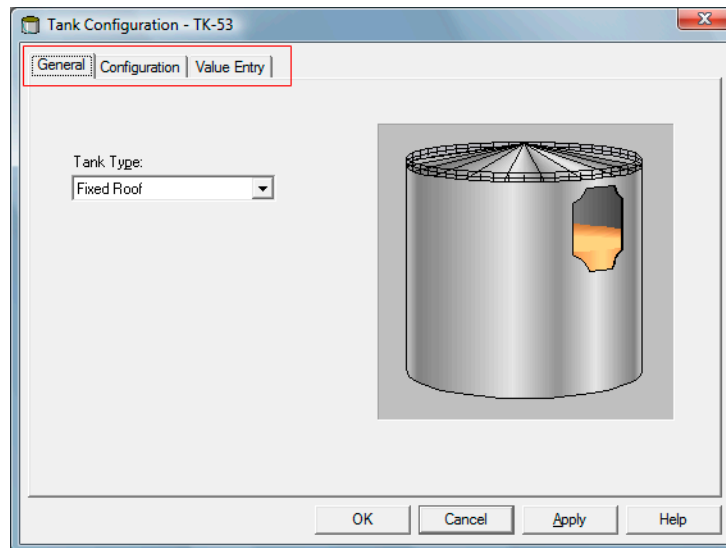 Tank Configuration - TK-53
General Configuration Value Entry
Tank Type:
Fixed Roof
OK Cancel Apply Help